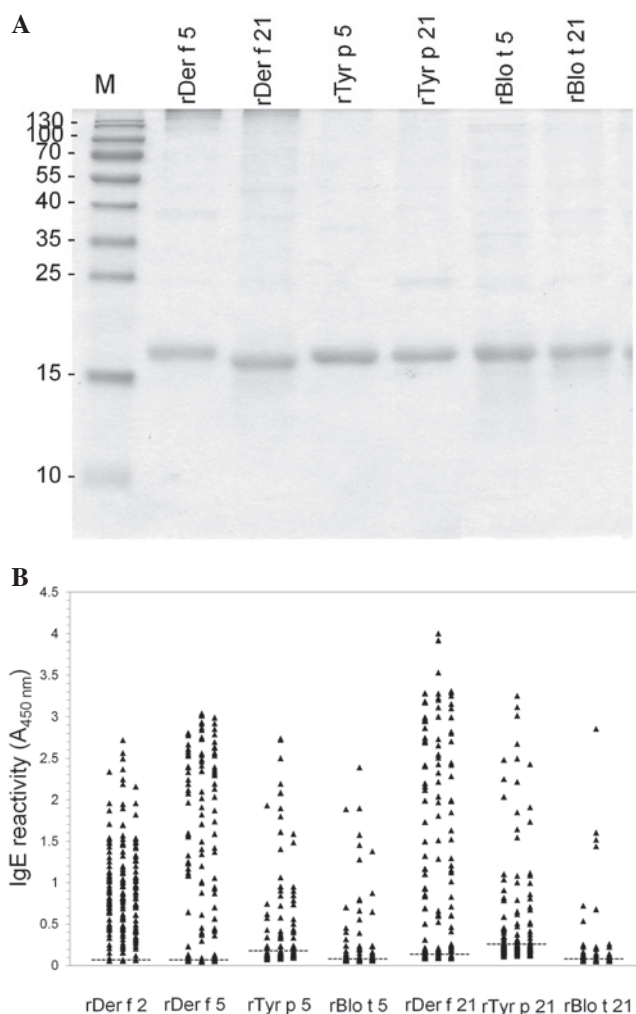 A
M
rDer f 5
rDer f 21
rTyr p 5
rTyr p 21
rBlo t 5
rBlo t 21
130 -
100 -
70 -
55 -
40 -
35 -
25 -
15 -
10 -
B
4.5
4
3.5
3
2.5
2
1.5
1
0.5
0
IgE reactivity (A450 nm)
rDer f 2 rDer f 5 rTyr p 5 rBlo t 5 rDer f 21 rTyr p 21 rBlo t 21